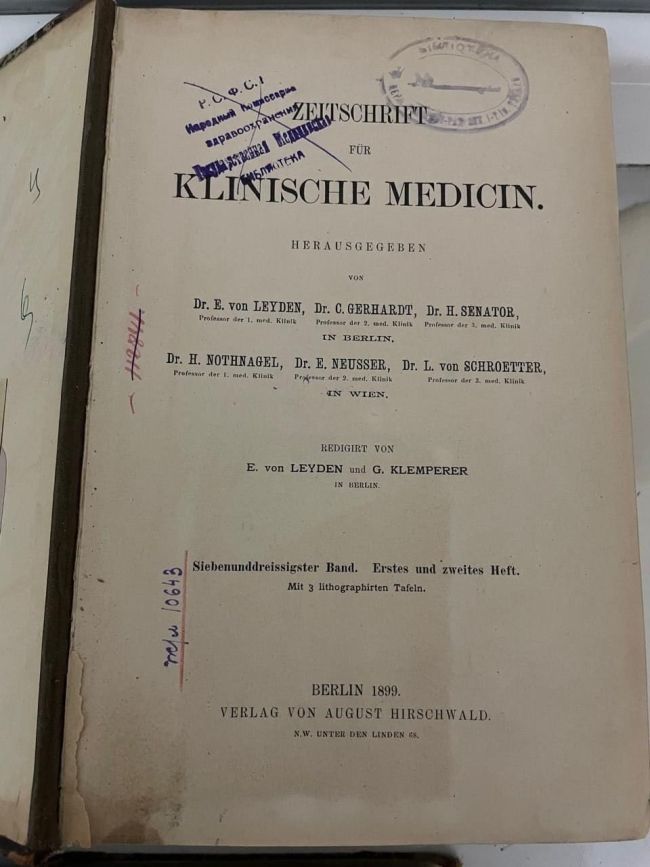 Р.С.Ф.С.Р
Народный Комиссариат
здравоохранения
Государственная Медицинская
БИБЛИОТЕКА
ZEITSCHRIFT
FÜR
KLINISCHE MEDICIN.
HERAUSGEGEBEN
VON
Dr. E. von LEYDEN, Dr. C. GERHARDT, Dr. H. SENATOR,
Professor der 1. med. Klinik Professor der 2. med. Klinik Professor der 3. med. Klinik
IN BERLIN,
Dr. H. NOTHNAGEL, Dr. E. NEUSSER, Dr. L. von SCHROETTER,
Professor der 1. med. Klinik Professor der 2. med. Klinik Professor der 3. med. Klinik
IN WIEN.
REDIGIRT VON
E. von LEYDEN und G. KLEMPERER
IN BERLIN.
Siebenunddreissigster Band. Erstes und zweites Heft.
Mit 3 lithographirten Tafeln.
10643
BERLIN 1899.
VERLAG VON AUGUST HIRSCHWALD.
N.W. UNTER DEN LINDEN 68.